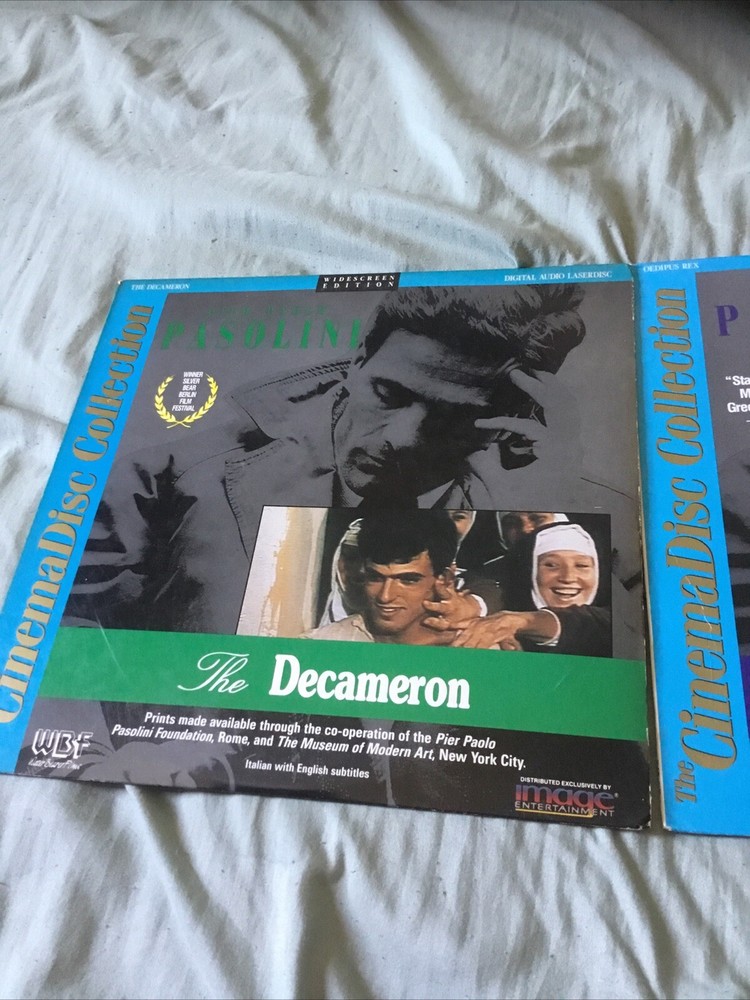 THE DECAMERON
WIDESCREEN
EDITION
DIGITAL AUDIO LASERDISC
CinemaDisc Collection
PASOLINI
WINNER
SILVER
BEAR
BERLIN
FILM
FESTIVAL
The Decameron
Prints made available through the co-operation of the Pier Paolo
Pasolini Foundation, Rome, and The Museum of Modern Art, New York City.
Italian with English subtitles
WBF
DISTRIBUTED EXCLUSIVELY BY
image®
ENTERTAINMENT
OEDIPUS REX
The CinemaDisc Collection
P
"Sta
M
Gree